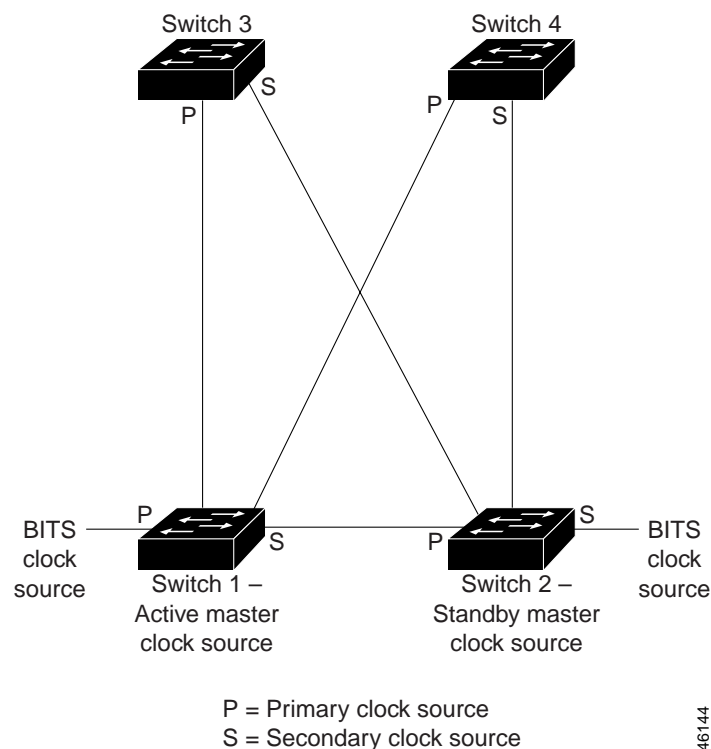 Switch 3
Switch 4
S
P
P
S
P
BITS
clock
source
S
Switch 1 –
Active master
clock source
P
S
BITS
clock
source
Switch 2 –
Standby master
clock source
P = Primary clock source
S = Secondary clock source
46144